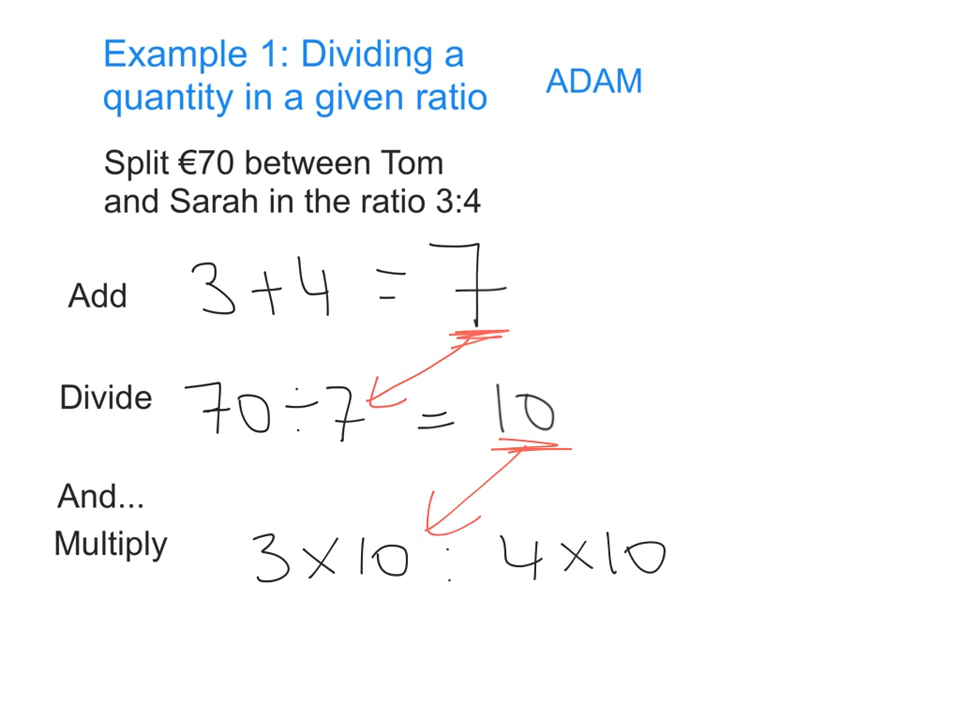 Example 1: Dividing a
quantity in a given ratio
ADAM
Split €70 between Tom
and Sarah in the ratio 3:4
Add 3 + 4 = 7
Divide 70 ÷ 7 = 10
And...
Multiply 3 × 10 : 4 × 10